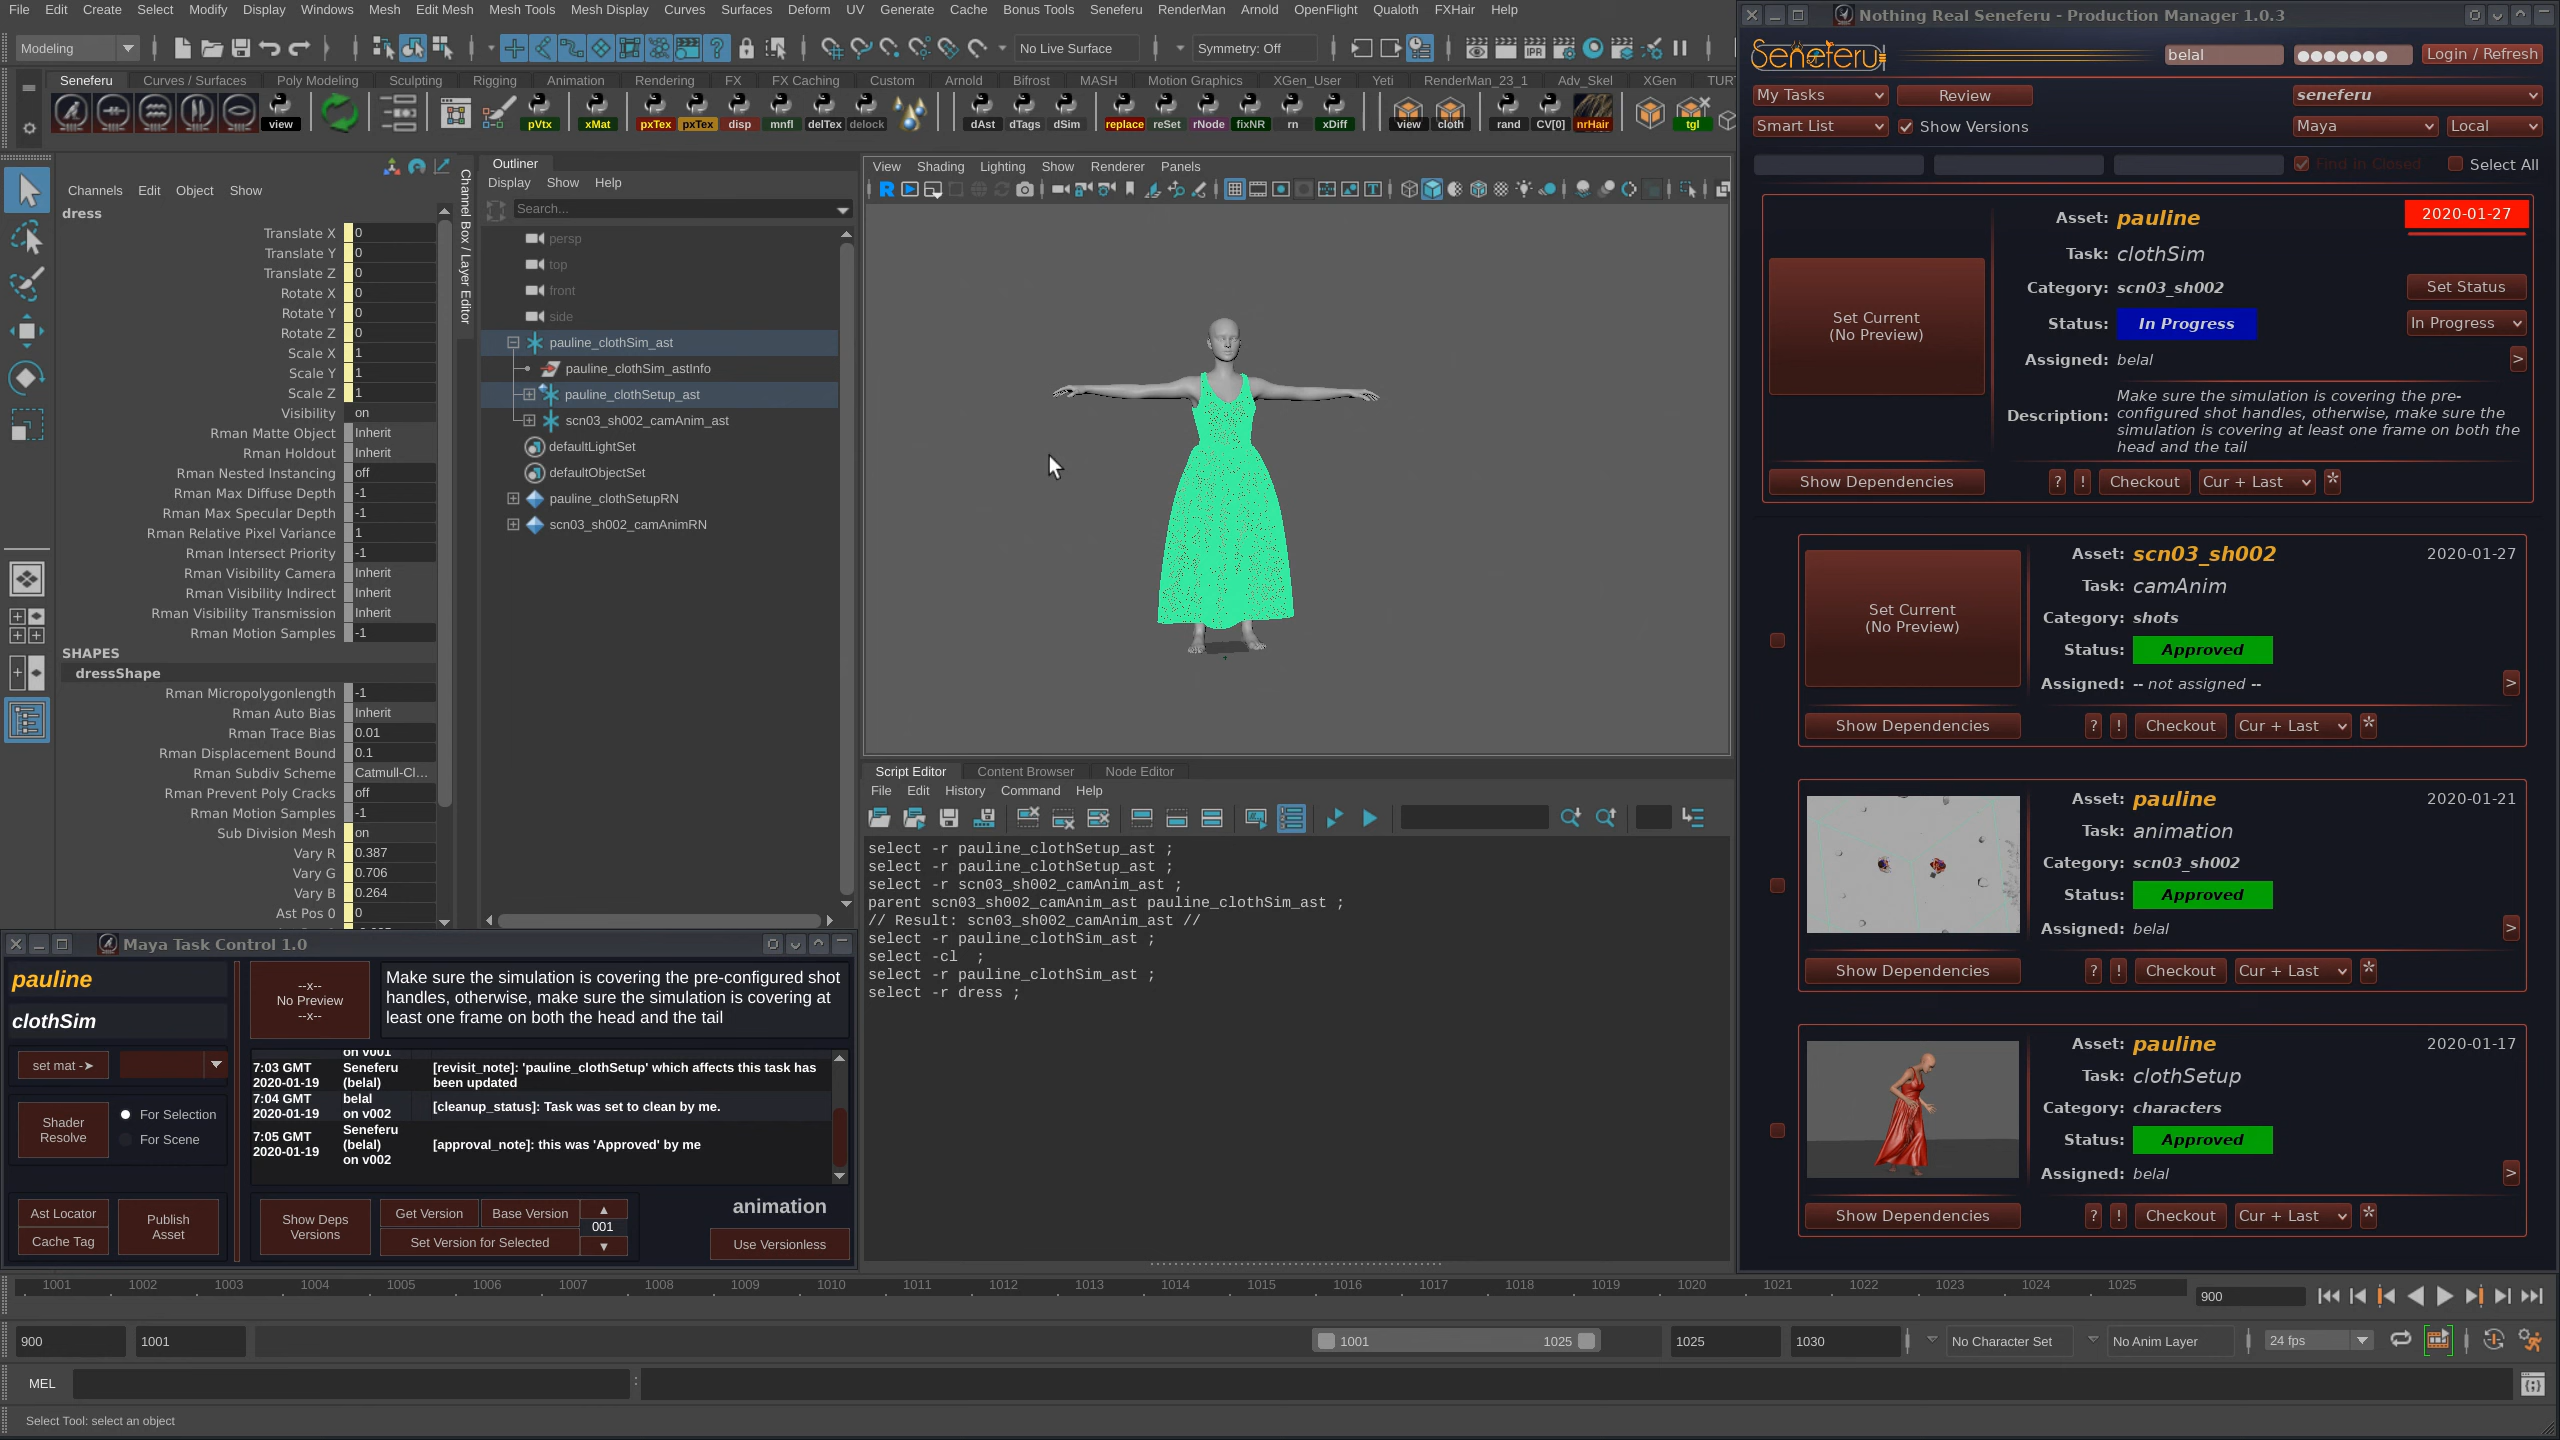 File Edit Create Select Modify Display Windows Mesh Edit Mesh Mesh Tools Mesh Display Curves Surfaces Deform UV Generate Cache Bonus Tools Seneferu RenderMan Arnold OpenFlight Qualoth FXHair Help
Modeling
No Live Surface
Symmetry: Off
IPR
Seneferu Curves / Surfaces Poly Modeling Sculpting Rigging Animation Rendering FX FX Caching Custom Arnold Bifrost MASH Motion Graphics XGen_User Yeti RenderMan_23_1 Adv_Skel XGen TUR
view pVtx xMat pxTex pxTex disp mnfl delTex delock dAst dTags dSim replace reSet rNode fixNR rn xDiff view cloth rand CV[0] nrHair tgl
Channels Edit Object Show
dress
Translate X 0
Translate Y 0
Translate Z 0
Rotate X 0
Rotate Y 0
Rotate Z 0
Scale X 1
Scale Y 1
Scale Z 1
Visibility on
Rman Matte Object Inherit
Rman Holdout Inherit
Rman Nested Instancing off
Rman Max Diffuse Depth -1
Rman Max Specular Depth -1
Rman Relative Pixel Variance 1
Rman Intersect Priority -1
Rman Visibility Camera Inherit
Rman Visibility Indirect Inherit
Rman Visibility Transmission Inherit
Rman Motion Samples -1
SHAPES
dressShape
Rman Micropolygonlength -1
Rman Auto Bias Inherit
Rman Trace Bias 0.01
Rman Displacement Bound 0.1
Rman Subdiv Scheme Catmull-Cl...
Rman Prevent Poly Cracks off
Rman Motion Samples -1
Sub Division Mesh on
Vary R 0.387
Vary G 0.706
Vary B 0.264
Ast Pos 0 0
Channel Box / Layer Editor
Outliner
Display Show Help
Search...
persp
top
front
side
pauline_clothSim_ast
pauline_clothSim_astInfo
pauline_clothSetup_ast
scn03_sh002_camAnim_ast
defaultLightSet
defaultObjectSet
pauline_clothSetupRN
scn03_sh002_camAnimRN
View Shading Lighting Show Renderer Panels
Script Editor Content Browser Node Editor
File Edit History Command Help
select -r pauline_clothSetup_ast ;
select -r pauline_clothSetup_ast ;
select -r scn03_sh002_camAnim_ast ;
parent scn03_sh002_camAnim_ast pauline_clothSim_ast ;
// Result: scn03_sh002_camAnim_ast //
select -r pauline_clothSim_ast ;
select -cl  ;
select -r pauline_clothSim_ast ;
select -r dress ;
Maya Task Control 1.0
pauline
clothSim
set mat ->
Shader Resolve
For Selection
For Scene
Ast Locator
Cache Tag
Publish Asset
--x--
No Preview
--x--
Make sure the simulation is covering the pre-configured shot
handles, otherwise, make sure the simulation is covering at
least one frame on both the head and the tail
on v001
7:03 GMT 2020-01-19 Seneferu (belal) [revisit_note]: 'pauline_clothSetup' which affects this task has been updated
7:04 GMT 2020-01-19 belal on v002 [cleanup_status]: Task was set to clean by me.
7:05 GMT 2020-01-19 Seneferu (belal) on v002 [approval_note]: this was 'Approved' by me
Show Deps Versions
Get Version
Base Version
001
Set Version for Selected
animation
Use Versionless
Nothing Real Seneferu - Production Manager 1.0.3
Seneferu
belal
Login / Refresh
My Tasks
Review
seneferu
Smart List
Show Versions
Maya
Local
Find in Closed
Select All
Set Current
(No Preview)
Asset: pauline
2020-01-27
Task: clothSim
Category: scn03_sh002
Set Status
Status: In Progress
In Progress
Assigned: belal
>
Description: Make sure the simulation is covering the pre-
configured shot handles, otherwise, make sure the
simulation is covering at least one frame on both the
head and the tail
Show Dependencies ? ! Checkout Cur + Last *
Set Current
(No Preview)
Asset: scn03_sh002
2020-01-27
Task: camAnim
Category: shots
Status: Approved
Assigned: -- not assigned --
>
Show Dependencies ? ! Checkout Cur + Last *
Asset: pauline
2020-01-21
Task: animation
Category: scn03_sh002
Status: Approved
Assigned: belal
>
Show Dependencies ? ! Checkout Cur + Last *
Asset: pauline
2020-01-17
Task: clothSetup
Category: characters
Status: Approved
Assigned: belal
>
Show Dependencies ? ! Checkout Cur + Last *
1001 1002 1003 1004 1005 1006 1007 1008 1009 1010 1011 1012 1013 1014 1015 1016 1017 1018 1019 1020 1021 1022 1023 1024 1025
900
900 1001 1001 1025 1025 1030 No Character Set No Anim Layer 24 fps
MEL
Select Tool: select an object